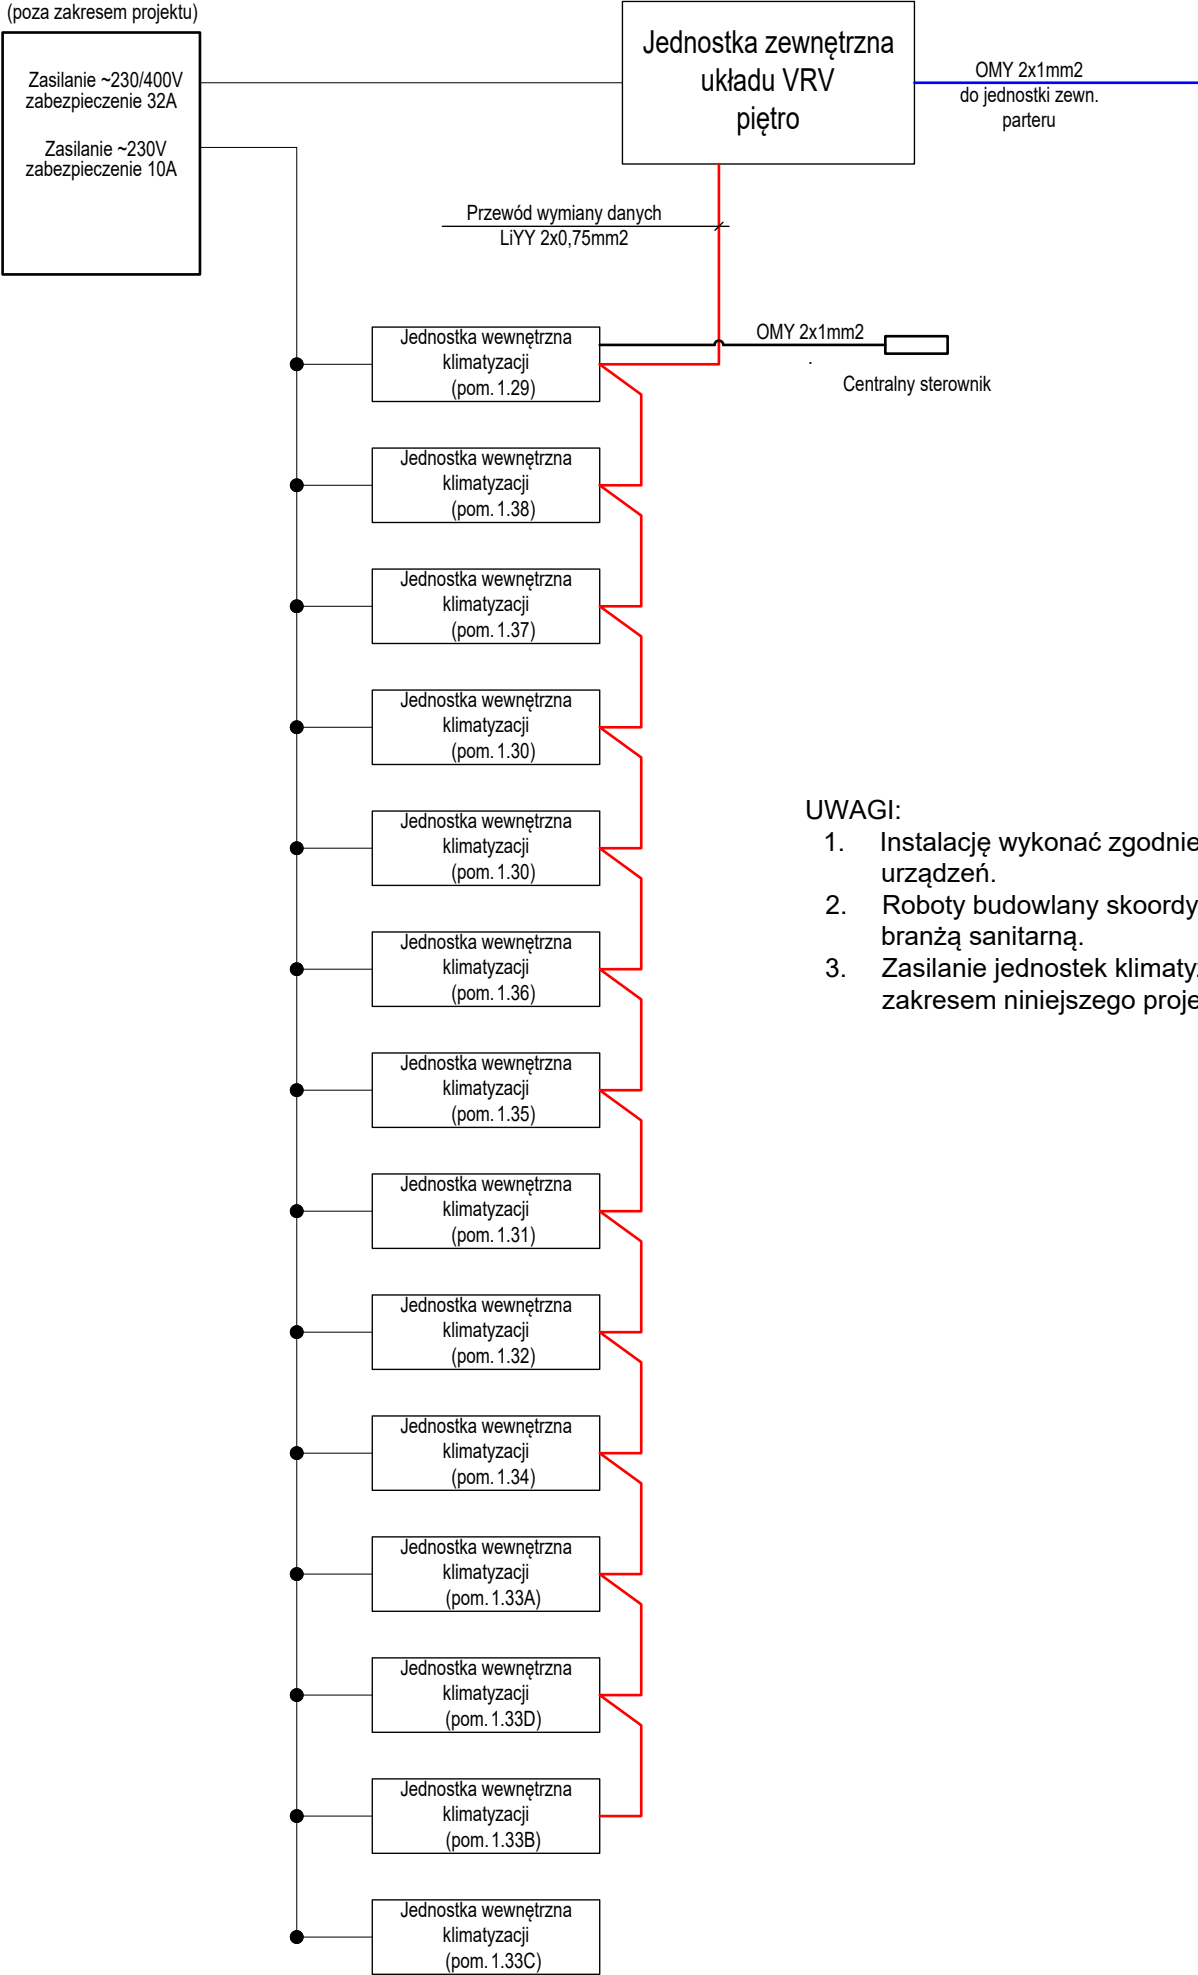 (poza zakresem projektu)
Zasilanie ~230/400V
zabezpieczenie 32A
Zasilanie ~230V
zabezpieczenie 10A
Jednostka zewnętrzna
układu VRV
piętro
OMY 2x1mm2
do jednostki zewn.
parteru
Przewód wymiany danych
LiYY 2x0,75mm2
Jednostka wewnętrzna
klimatyzacji
(pom. 1.29)
OMY 2x1mm2
.
Centralny sterownik
Jednostka wewnętrzna
klimatyzacji
(pom. 1.38)
Jednostka wewnętrzna
klimatyzacji
(pom. 1.37)
Jednostka wewnętrzna
klimatyzacji
(pom. 1.30)
Jednostka wewnętrzna
klimatyzacji
(pom. 1.30)
Jednostka wewnętrzna
klimatyzacji
(pom. 1.36)
Jednostka wewnętrzna
klimatyzacji
(pom. 1.35)
Jednostka wewnętrzna
klimatyzacji
(pom. 1.31)
Jednostka wewnętrzna
klimatyzacji
(pom. 1.32)
Jednostka wewnętrzna
klimatyzacji
(pom. 1.34)
Jednostka wewnętrzna
klimatyzacji
(pom. 1.33A)
Jednostka wewnętrzna
klimatyzacji
(pom. 1.33D)
Jednostka wewnętrzna
klimatyzacji
(pom. 1.33B)
Jednostka wewnętrzna
klimatyzacji
(pom. 1.33C)
UWAGI:
1. Instalację wykonać zgodnie
urządzeń.
2. Roboty budowlany skoordy
branżą sanitarną.
3. Zasilanie jednostek klimaty
zakresem niniejszego proje